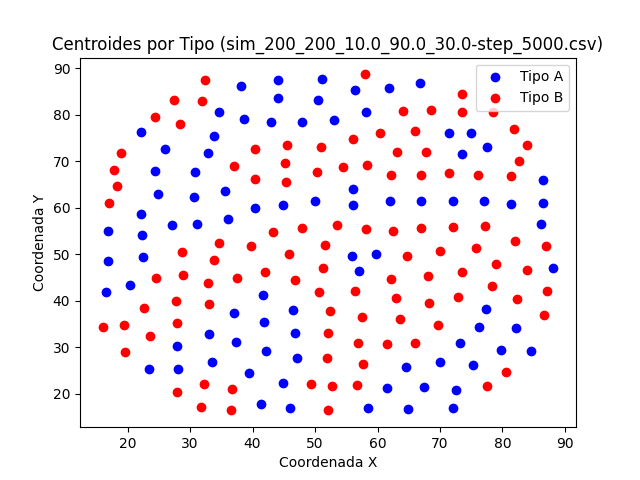 Centroides por Tipo (sim_200_200_10.0_90.0_30.0-step_5000.csv)
Tipo A
Tipo B
90
80
70
60
50
40
30
20
Coordenada Y
20 30 40 50 60 70 80 90
Coordenada X